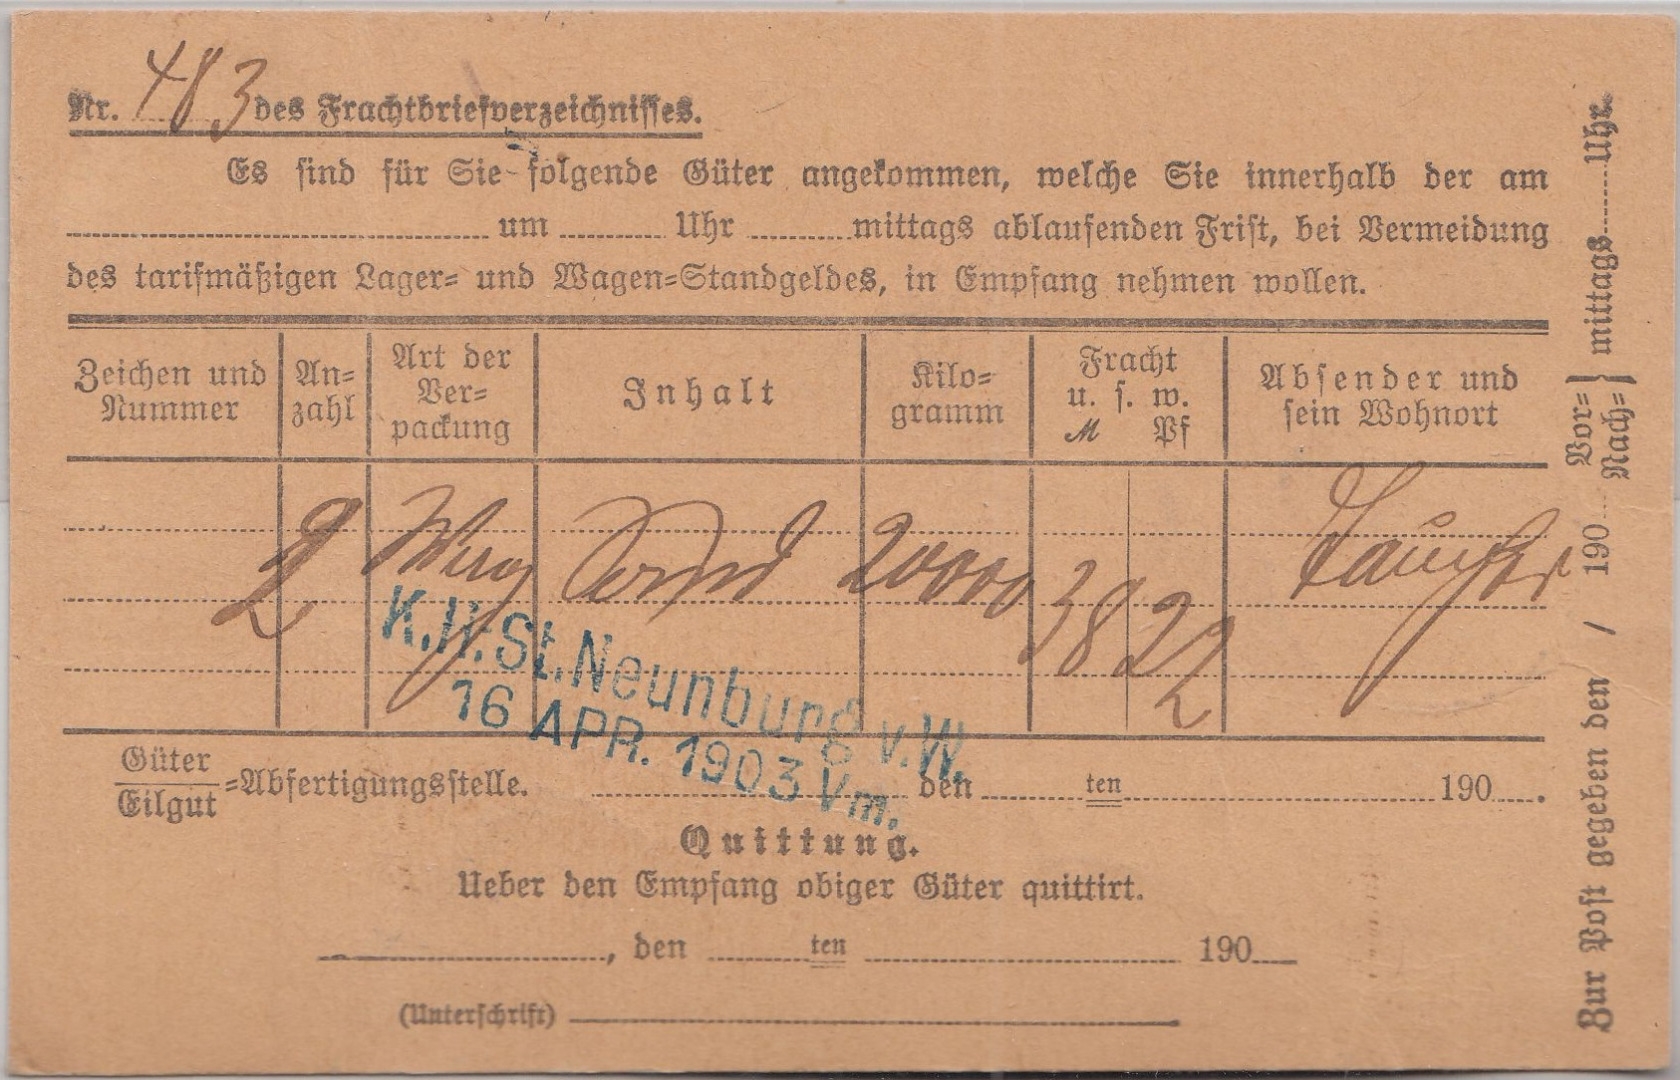 Nr. 483 des Frachtbriefverzeichnisses.
Es sind für Sie folgende Güter angekommen, welche Sie innerhalb der am
um Uhr mittags ablaufenden Frist, bei Vermeidung
des tarifmäßigen Lager= und Wagen=Standgeldes, in Empfang nehmen wollen.
Zeichen und Nummer
An=
zahl
Art der
Ver=
packung
Inhalt
Kilo=
gramm
Fracht
u. s. w.
M Pf
Absender und
sein Wohnort
2 20000 38 22
K.B.St. Neunburg v.W.
16 APR. 1903 Vm.
Güter
Eilgut
=Abfertigungsstelle. den ten 190 .
Quittung.
Ueber den Empfang obiger Güter quittirt.
, den ten 190
(Unterschrift)
Zur Post gegeben den / 190 Vor= Nach= } mittags Uhr.